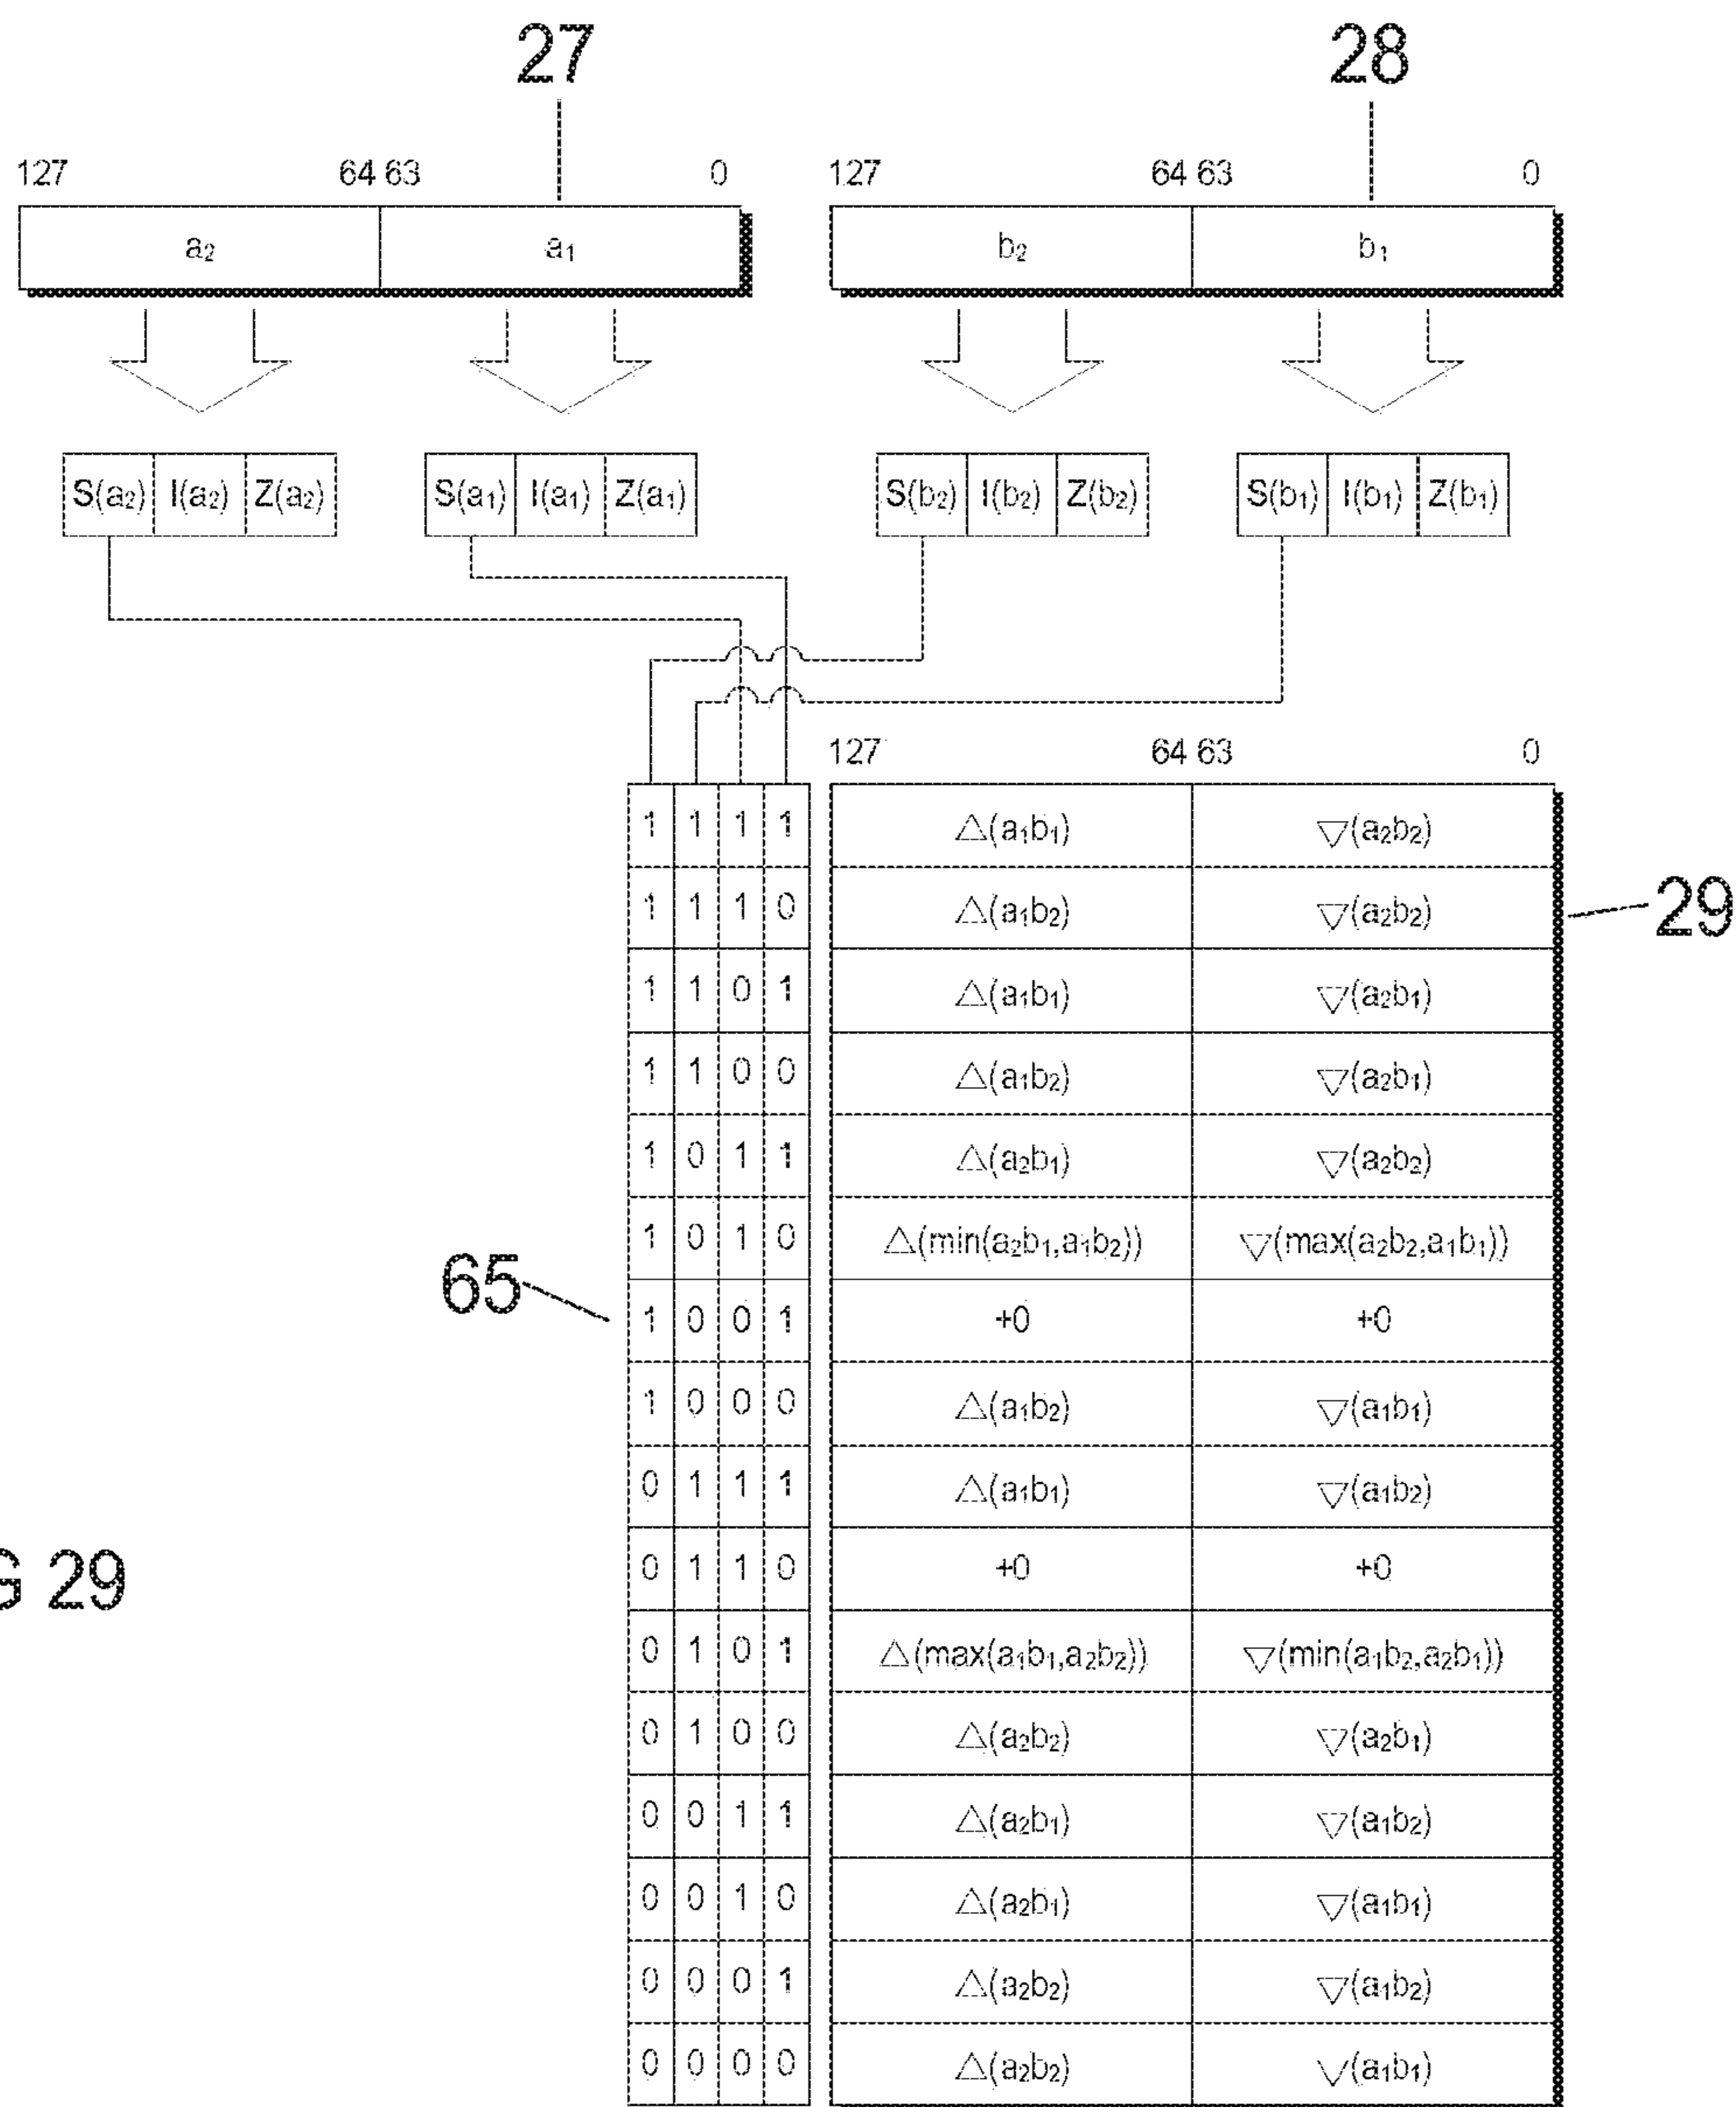 27 28
127 64 63 0 127 64 63 0
a₂ a₁ b₂ b₁
S(a₂) I(a₂) Z(a₂) S(a₁) I(a₁) Z(a₁) S(b₂) I(b₂) Z(b₂) S(b₁) I(b₁) Z(b₁)
127 64 63 0
1 1 1 1 △(a₁b₁) ▽(a₂b₂)
29
1 1 1 0 △(a₁b₂) ▽(a₂b₂)
1 1 0 1 △(a₁b₁) ▽(a₂b₁)
1 1 0 0 △(a₁b₂) ▽(a₂b₁)
1 0 1 1 △(a₂b₁) ▽(a₂b₂)
1 0 1 0 △(min(a₂b₁,a₁b₂)) ▽(max(a₂b₂,a₁b₁))
65
1 0 0 1 +0 +0
1 0 0 0 △(a₁b₂) ▽(a₁b₁)
0 1 1 1 △(a₁b₁) ▽(a₁b₂)
G 29
0 1 1 0 +0 +0
0 1 0 1 △(max(a₁b₁,a₂b₂)) ▽(min(a₁b₂,a₂b₁))
0 1 0 0 △(a₂b₂) ▽(a₂b₁)
0 0 1 1 △(a₂b₁) ▽(a₁b₂)
0 0 1 0 △(a₂b₁) ▽(a₁b₁)
0 0 0 1 △(a₂b₂) ▽(a₁b₂)
0 0 0 0 △(a₂b₂) ▽(a₁b₁)